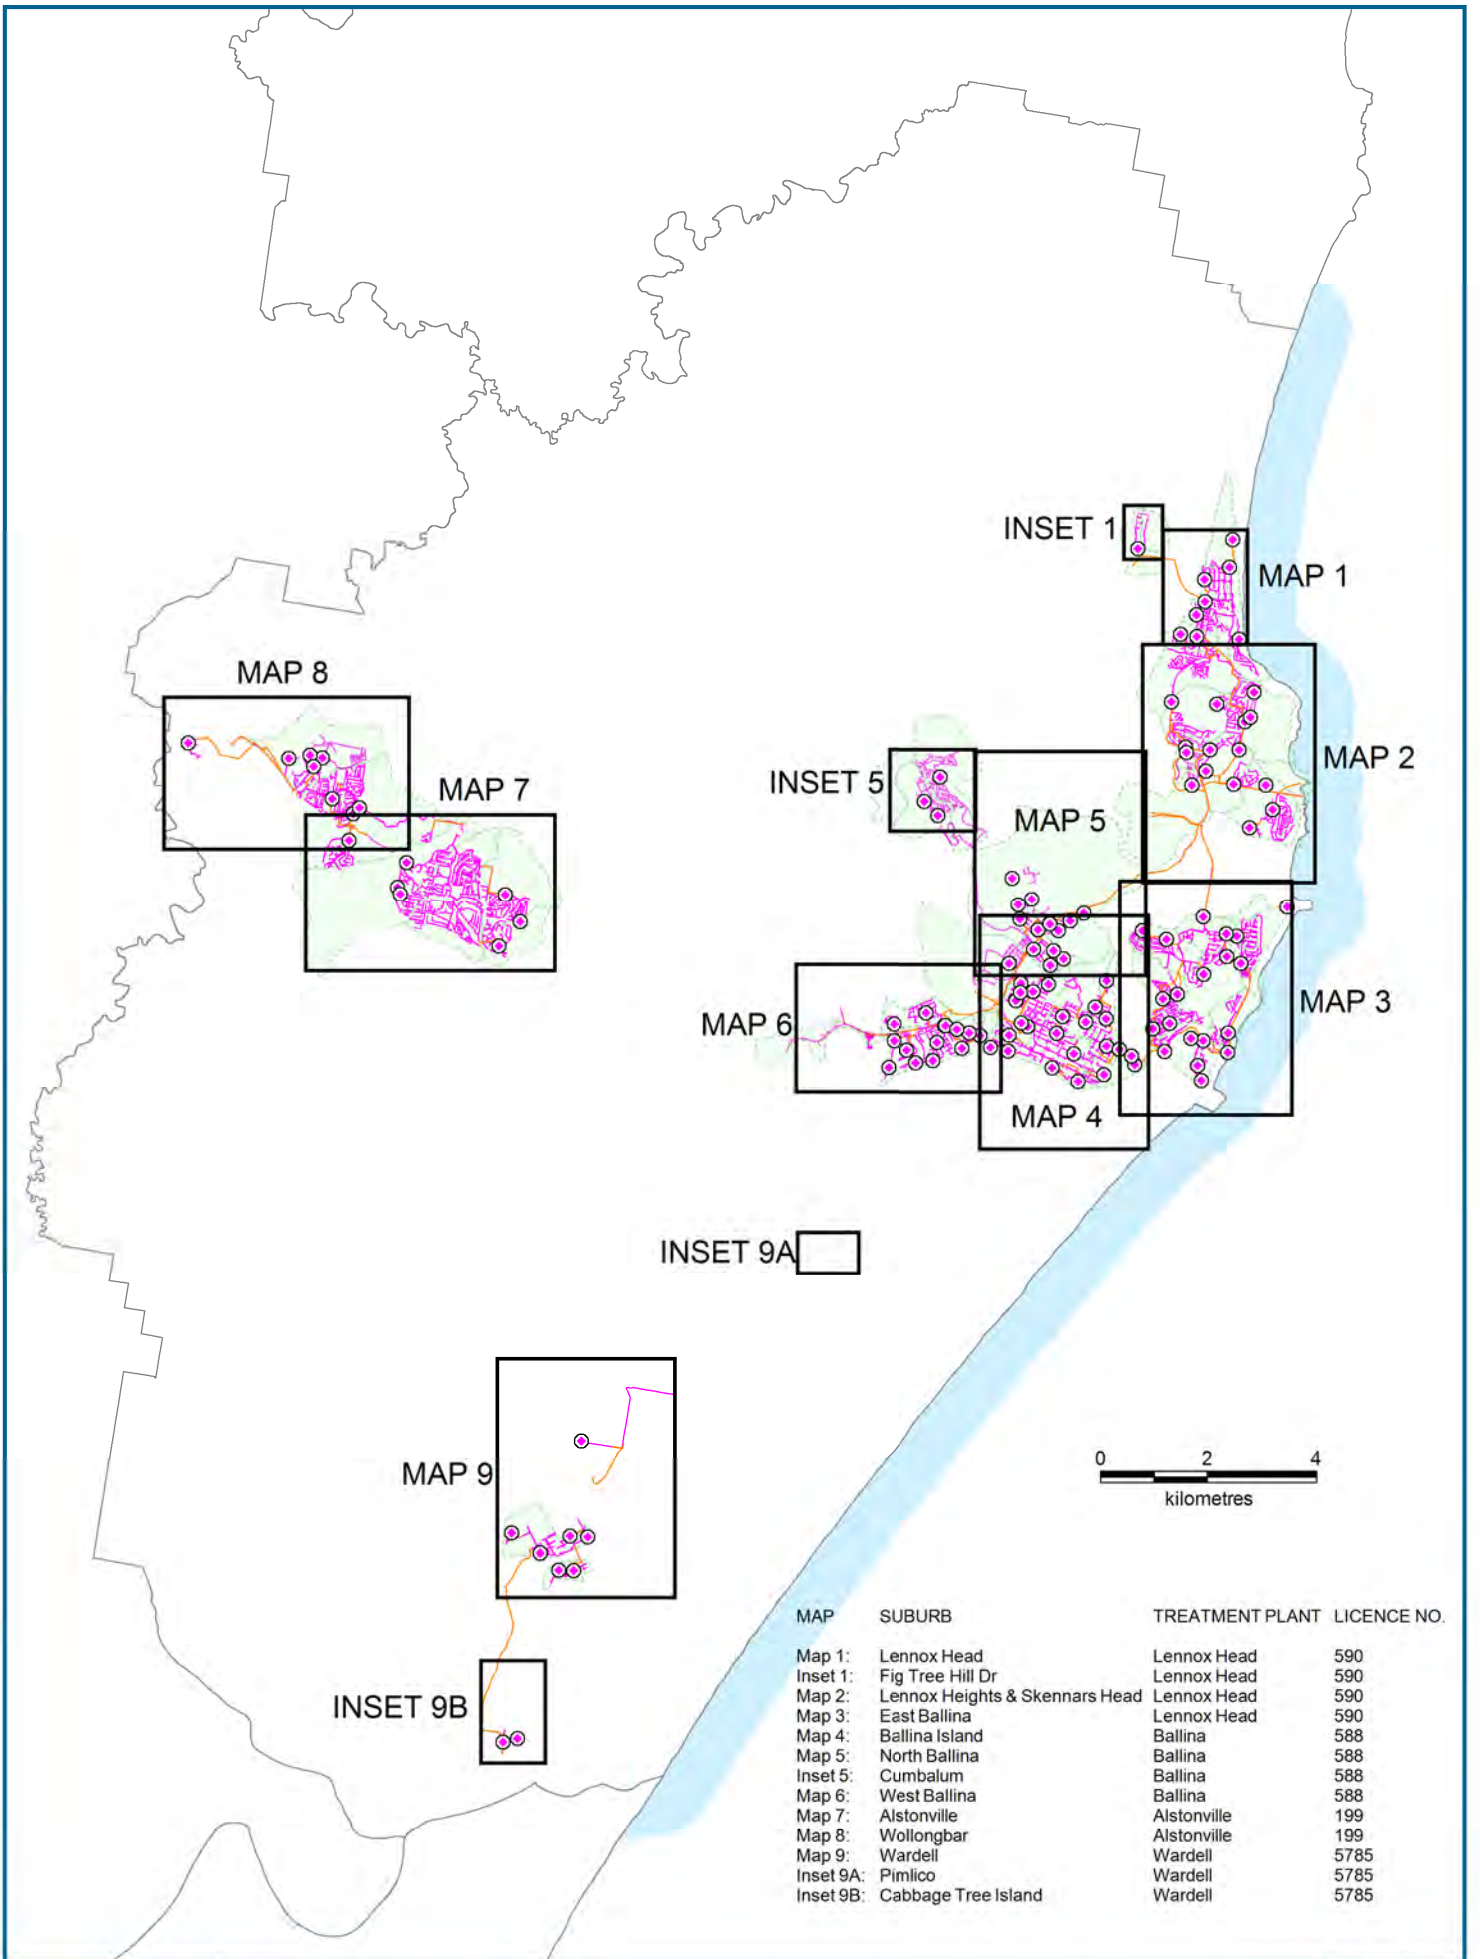 INSET 1
MAP 1
MAP 8
MAP 2
MAP 7
INSET 5
MAP 5
MAP 3
MAP 6
MAP 4
INSET 9A
0 2 4
kilometres
MAP 9
INSET 9B
MAP SUBURB TREATMENT PLANT LICENCE NO.
Map 1: Lennox Head Lennox Head 590
Inset 1: Fig Tree Hill Dr Lennox Head 590
Map 2: Lennox Heights & Skennars Head Lennox Head 590
Map 3: East Ballina Lennox Head 590
Map 4: Ballina Island Ballina 588
Map 5: North Ballina Ballina 588
Inset 5: Cumbalum Ballina 588
Map 6: West Ballina Ballina 588
Map 7: Alstonville Alstonville 199
Map 8: Wollongbar Alstonville 199
Map 9: Wardell Wardell 5785
Inset 9A: Pimlico Wardell 5785
Inset 9B: Cabbage Tree Island Wardell 5785